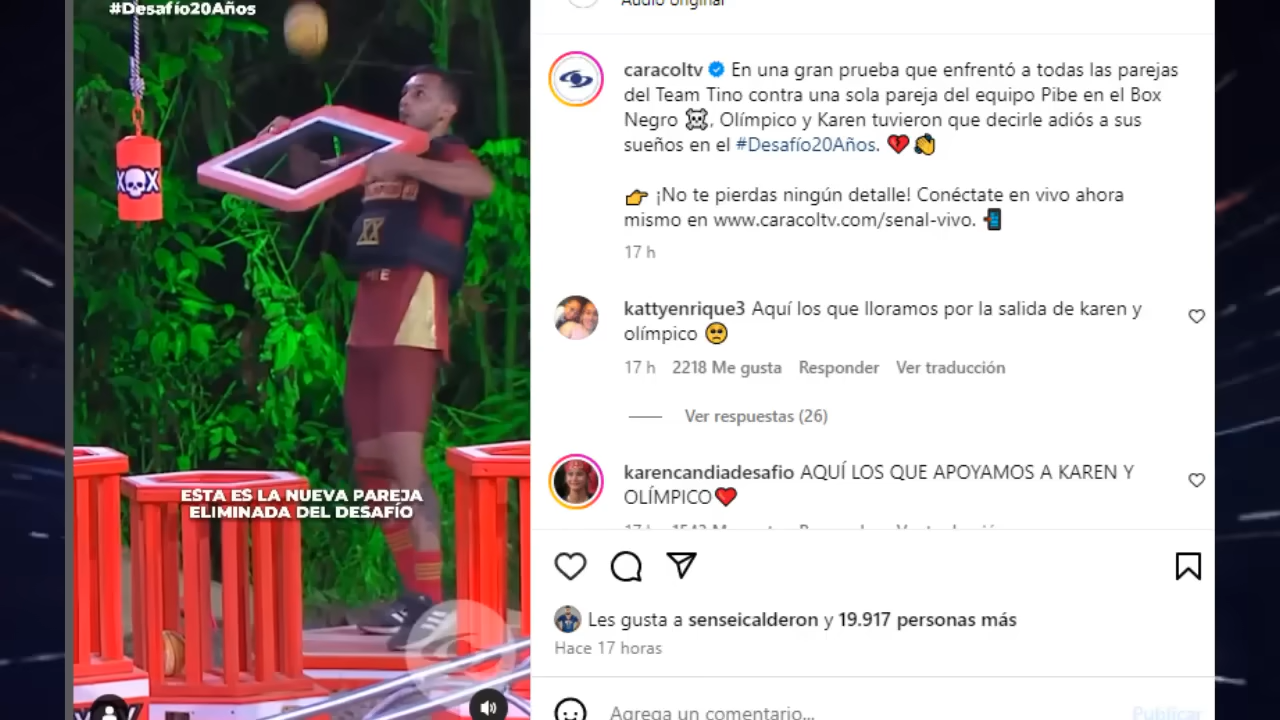 #Desafío20Años
XX
ESTA ES LA NUEVA PAREJA
ELIMINADA DEL DESAFÍO
Audio original
caracoltv En una gran prueba que enfrentó a todas las parejas
del Team Tino contra una sola pareja del equipo Pibe en el Box
Negro ☠️, Olímpico y Karen tuvieron que decirle adiós a sus
sueños en el #Desafío20Años. 💔👏
👉 ¡No te pierdas ningún detalle! Conéctate en vivo ahora
mismo en www.caracoltv.com/senal-vivo. 📲
17 h
kattyenrique3 Aquí los que lloramos por la salida de karen y
olímpico 🥺
17 h 2218 Me gusta Responder Ver traducción
Ver respuestas (26)
karencandiadesafio AQUÍ LOS QUE APOYAMOS A KAREN Y
OLÍMPICO❤️
Les gusta a senseicalderon y 19.917 personas más
Hace 17 horas
Agrega un comentario...
Publicar